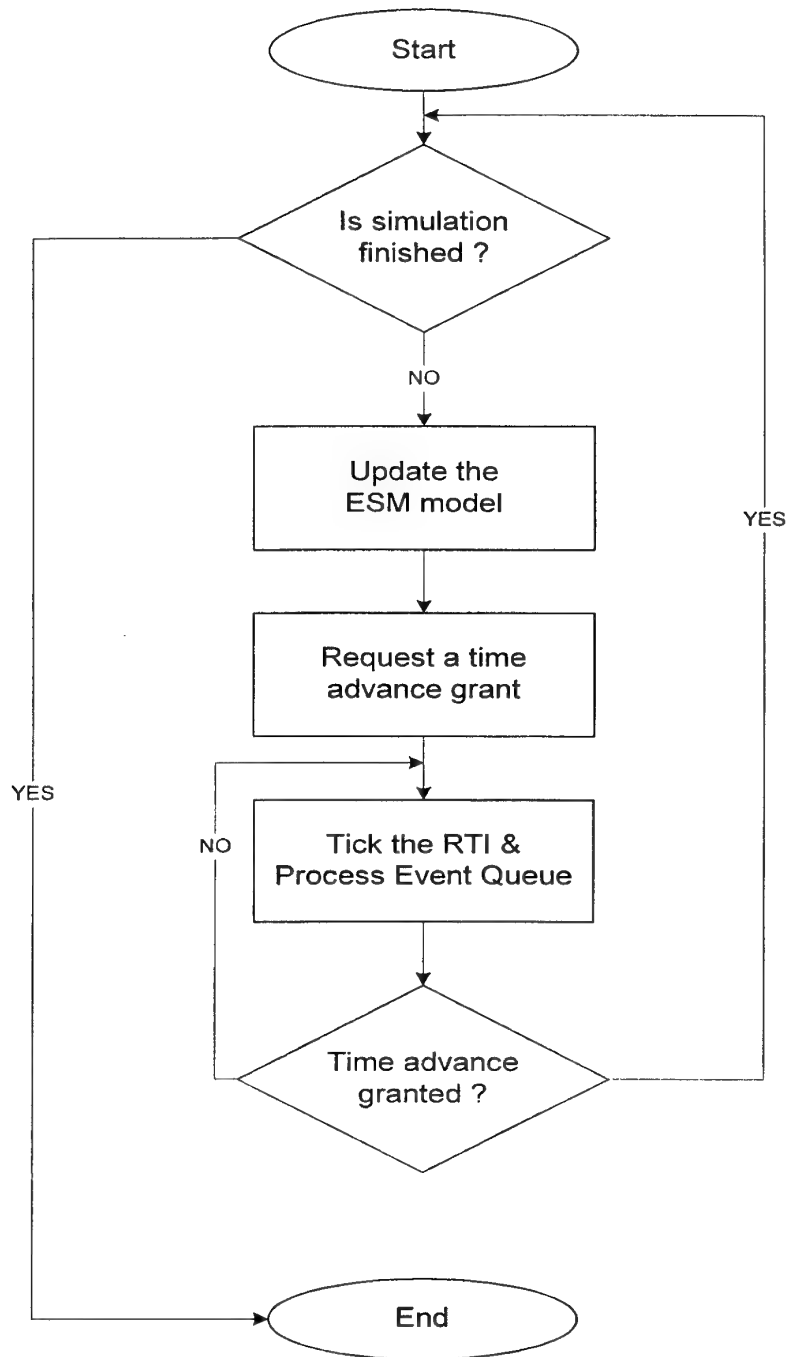 Start
Is simulation
finished ?
NO
Update the
ESM model
YES
Request a time
advance grant
YES
NO
Tick the RTI &
Process Event Queue
Time advance
granted ?
End